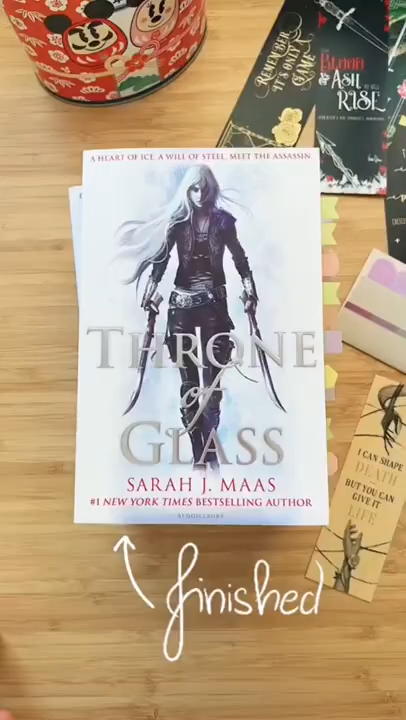 REMEMBER
IT'S ONLY A
GAME
BLOOD
& ASH
WE WILL
RISE
A HEART OF ICE. A WILL OF STEEL. MEET THE ASSASSIN
THRONE
of
GLASS
SARAH J. MAAS
#1 NEW YORK TIMES BESTSELLING AUTHOR
BLOOMSBURY
I CAN SHAPE
DEATH
BUT YOU CAN
GIVE IT
LIFE
finished